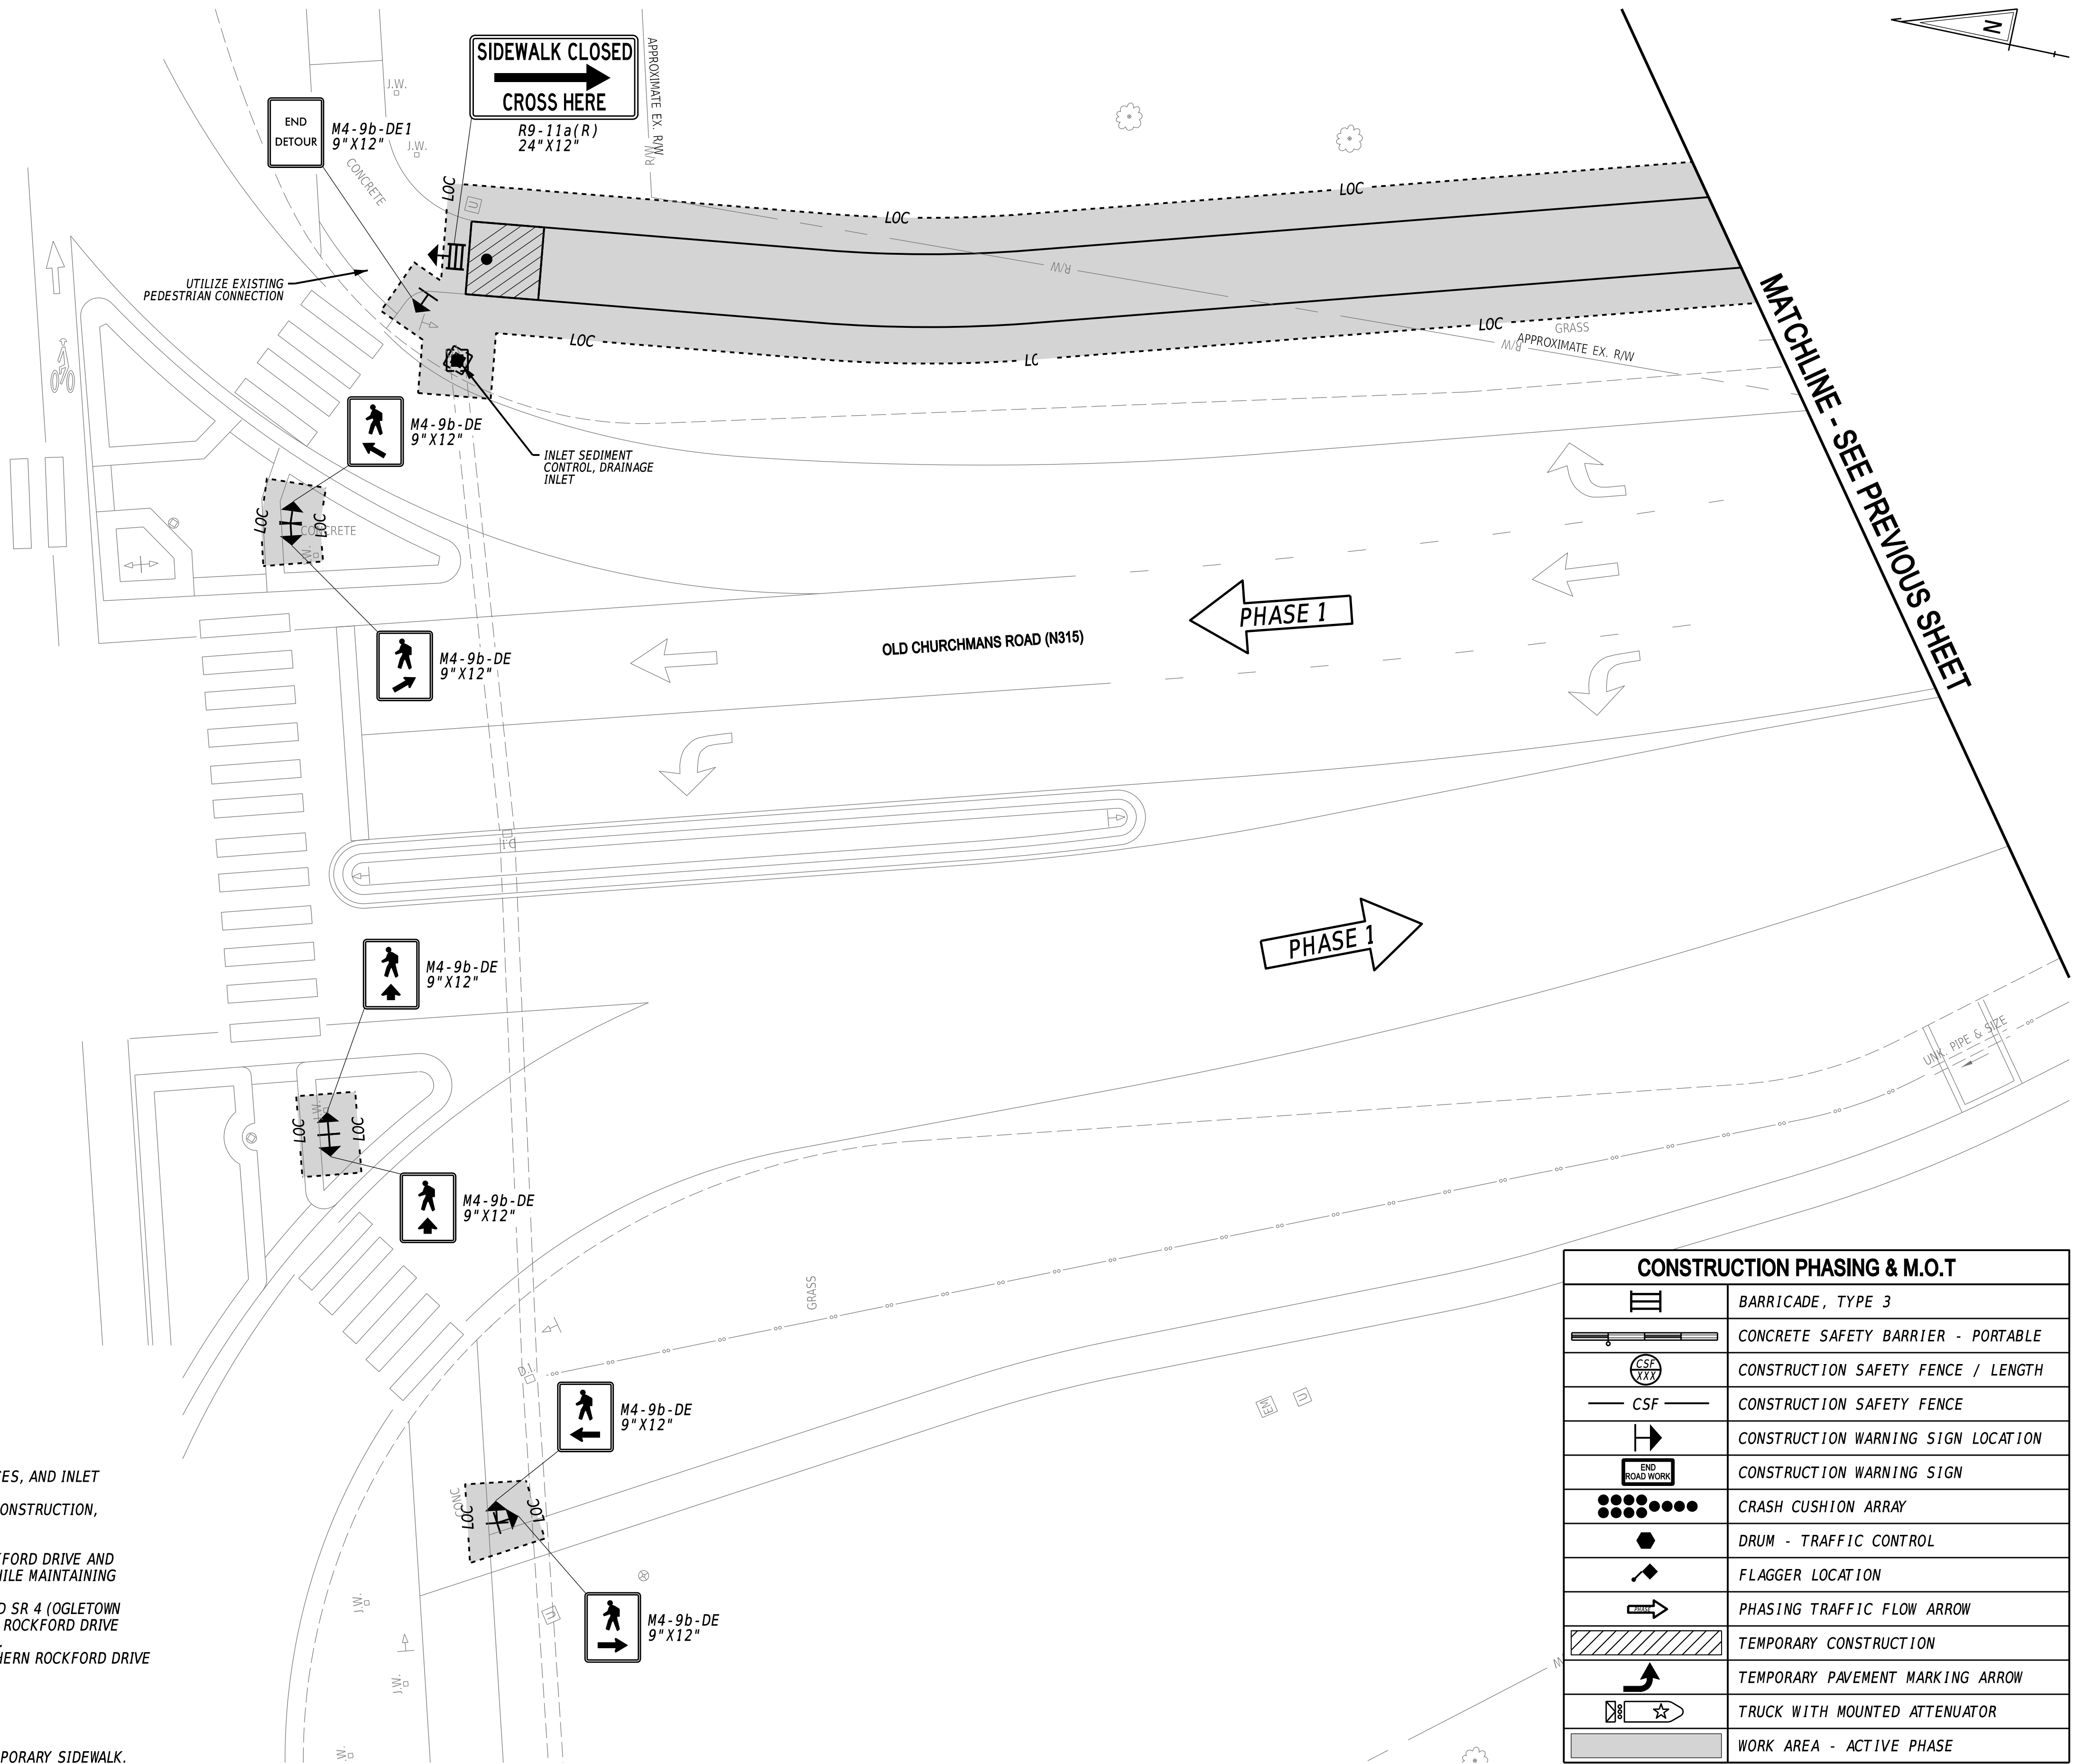 N
SIDEWALK CLOSED
CROSS HERE
R9-11a(R)
24"X12"
APPROXIMATE EX. R/W
R/W
J.W.
J.W.
END
DETOUR
M4-9b-DE1
9"X12"
CONCRETE
LOC
U
LOC
LOC
UTILIZE EXISTING
PEDESTRIAN CONNECTION
R/W
LOC
LC
LOC
GRASS
R/W
APPROXIMATE EX. R/W
MATCHLINE - SEE PREVIOUS SHEET
M4-9b-DE
9"X12"
INLET SEDIMENT
CONTROL, DRAINAGE
INLET
LOC
LOC
CONCRETE
W.
M4-9b-DE
9"X12"
PHASE 1
OLD CHURCHMANS ROAD (N315)
D.I.
PHASE 1
M4-9b-DE
9"X12"
LOC
LOC
.W.
M4-9b-DE
9"X12"
UNK. PIPE & SIZE
GRASS
D.I.
EM
U
M4-9b-DE
9"X12"
CONC
LOC
LOC
M4-9b-DE
9"X12"
U
J.W.
J.W.
W.
W
ES, AND INLET
ONSTRUCTION,
FORD DRIVE AND
HILE MAINTAINING
D SR 4 (OGLETOWN
ROCKFORD DRIVE
HERN ROCKFORD DRIVE
PORARY SIDEWALK.
CONSTRUCTION PHASING & M.O.T
BARRICADE, TYPE 3
CONCRETE SAFETY BARRIER - PORTABLE
CSF
XXX
CONSTRUCTION SAFETY FENCE / LENGTH
CSF
CONSTRUCTION SAFETY FENCE
CONSTRUCTION WARNING SIGN LOCATION
END
ROAD WORK
CONSTRUCTION WARNING SIGN
CRASH CUSHION ARRAY
DRUM - TRAFFIC CONTROL
FLAGGER LOCATION
PHASE
PHASING TRAFFIC FLOW ARROW
TEMPORARY CONSTRUCTION
TEMPORARY PAVEMENT MARKING ARROW
TRUCK WITH MOUNTED ATTENUATOR
WORK AREA - ACTIVE PHASE